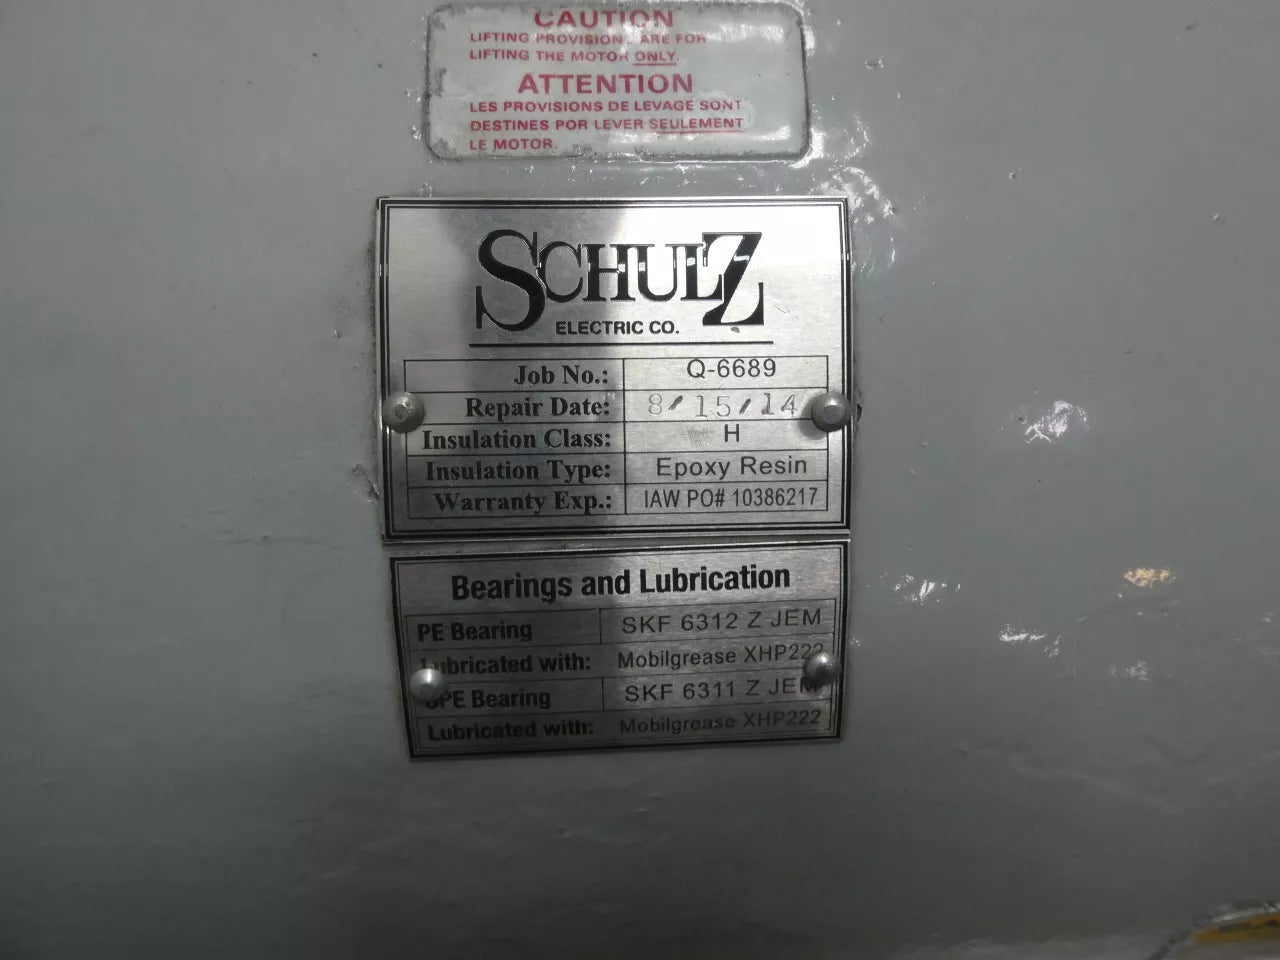 CAUTION
LIFTING PROVISIONS ARE FOR
LIFTING THE MOTOR ONLY.
ATTENTION
LES PROVISIONS DE LEVAGE SONT
DESTINES POR LEVER SEULEMENT
LE MOTOR.
SCHULZ
ELECTRIC CO.
Job No.: Q-6689
Repair Date: 8/15/14
Insulation Class: H
Insulation Type: Epoxy Resin
Warranty Exp.: IAW PO# 10386217
Bearings and Lubrication
PE Bearing SKF 6312 Z JEM
Lubricated with: Mobilgrease XHP222
OPE Bearing SKF 6311 Z JEM
Lubricated with: Mobilgrease XHP222